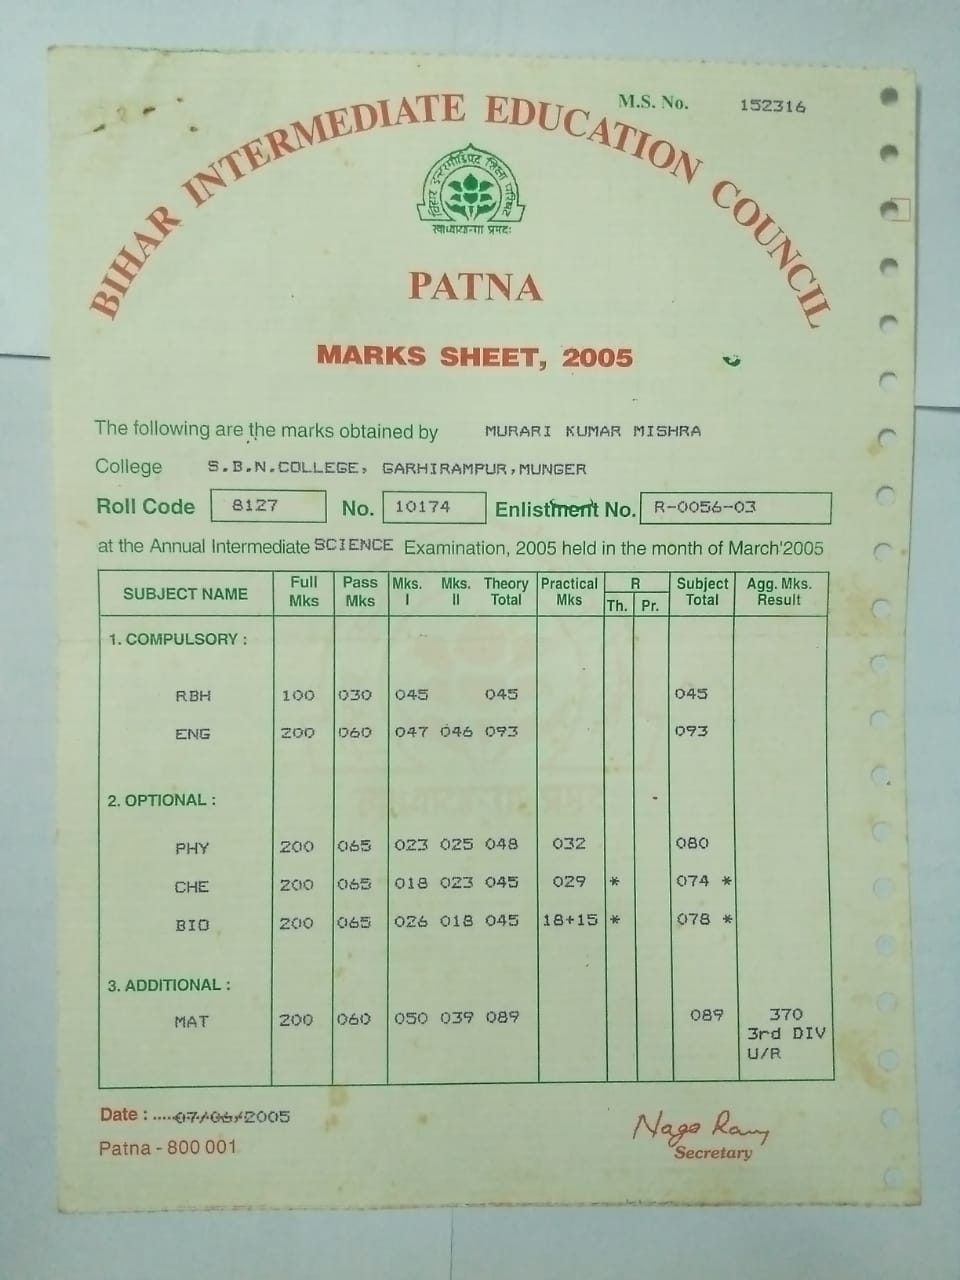 M.S. No. 152316
BIHAR INTERMEDIATE EDUCATION COUNCIL
PATNA
MARKS SHEET, 2005
The following are the marks obtained by MURARI KUMAR MISHRA
College S.B.N.COLLEGE, GARHIRAMPUR,MUNGER
Roll Code 8127 No. 10174 Enlistment No. R-0056-03
at the Annual Intermediate SCIENCE Examination, 2005 held in the month of March'2005
SUBJECT NAME Full Mks Pass Mks Mks. I Mks. II Theory Total Practical Mks R Th. Pr. Subject Total Agg. Mks. Result
1. COMPULSORY :
RBH 100 030 045 045 045
ENG 200 060 047 046 093 093
2. OPTIONAL :
PHY 200 065 023 025 048 032 080
CHE 200 065 018 023 045 029 * 074 *
BIO 200 065 026 018 045 18+15 * 078 *
3. ADDITIONAL :
MAT 200 060 050 039 089 089 370
3rd DIV
U/R
Date : ..... 07/06/2005
Patna - 800 001
Secretary